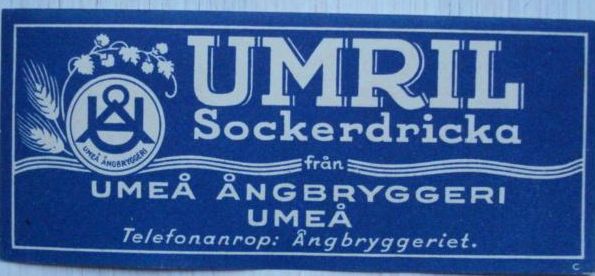 UMRIL
Sockerdricka
UMEÅ ÅNGBRYGGERI
från
UMEÅ ÅNGBRYGGERI
UMEÅ
Telefonanrop: Ångbryggeriet.
C